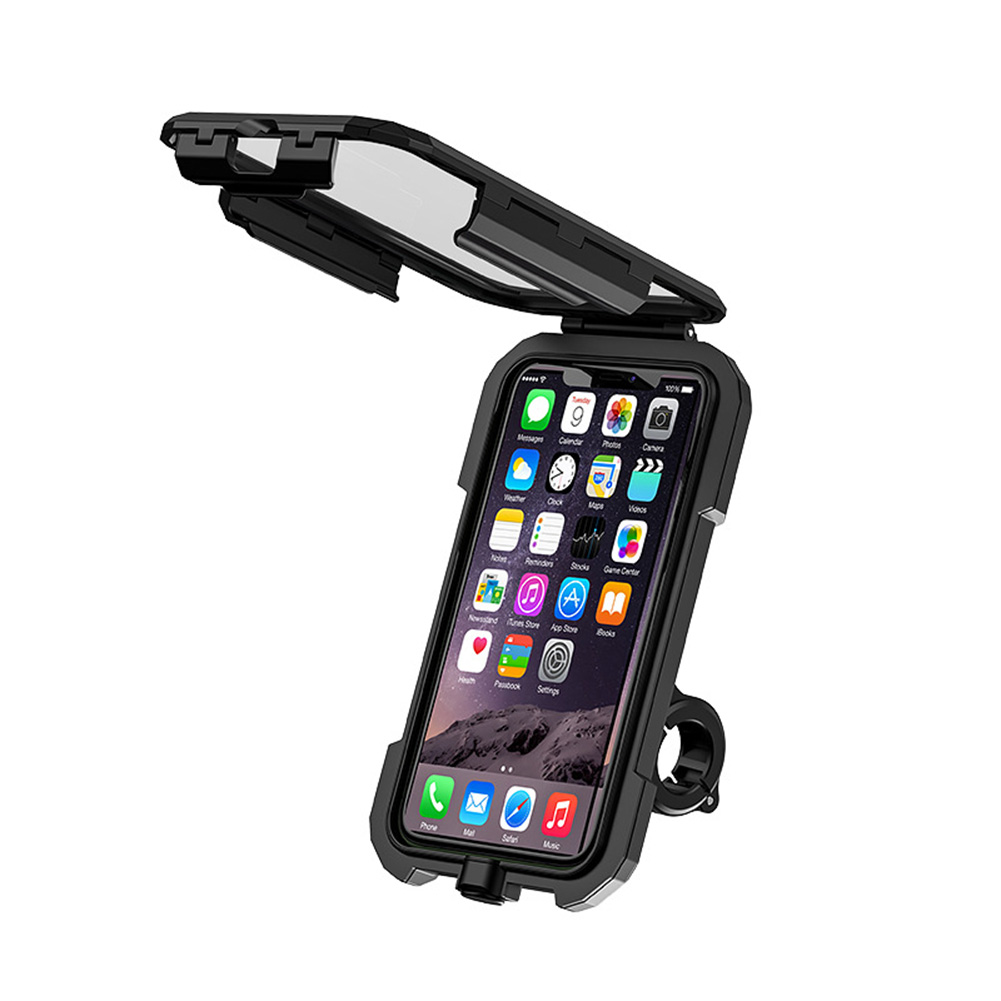 100%
Tuesday
9
Messages Calendar Photos Camera
Weather Clock Maps Videos
Notes Reminders Stocks Game Center
Newsstand iTunes Store App Store iBooks
Health Passbook Settings
Phone Mail Safari Music